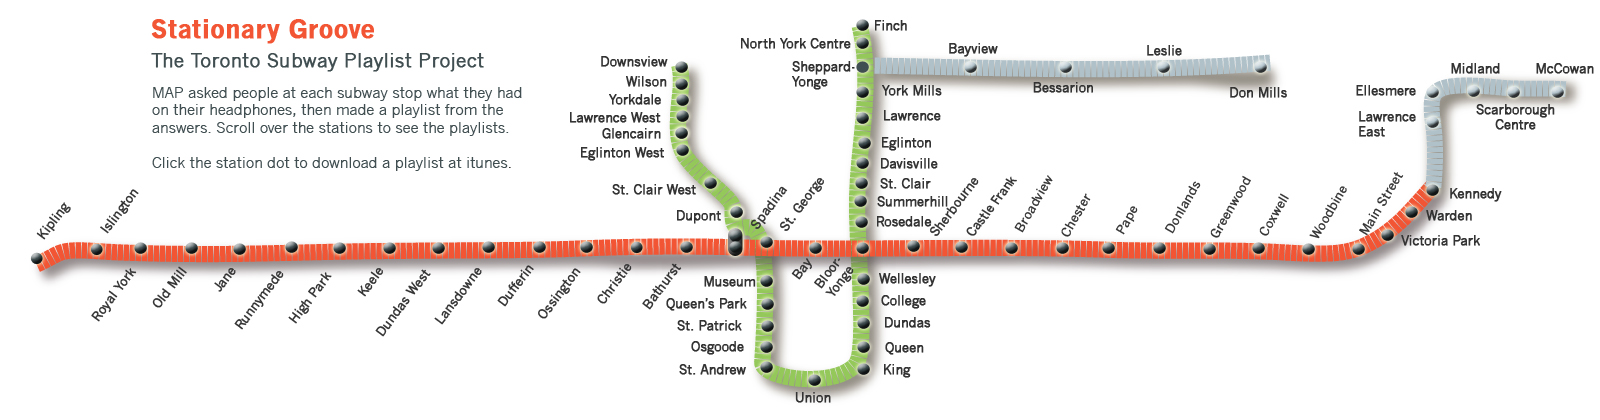 Stationary Groove
The Toronto Subway Playlist Project
MAP asked people at each subway stop what they had
on their headphones, then made a playlist from the
answers. Scroll over the stations to see the playlists.
Click the station dot to download a playlist at itunes.
Kipling
Islington
Royal York
Old Mill
Jane
Runnymede
High Park
Keele
Dundas West
Lansdowne
Dufferin
Ossington
Christie
Bathurst
Spadina
St. George
Bay
Bloor-
Yonge
Sherbourne
Castle Frank
Broadview
Chester
Pape
Donlands
Greenwood
Coxwell
Woodbine
Main Street
Victoria Park
Warden
Kennedy
Downsview
Wilson
Yorkdale
Lawrence West
Glencairn
Eglinton West
St. Clair West
Dupont
Museum
Queen's Park
St. Patrick
Osgoode
St. Andrew
Union
King
Queen
Dundas
College
Wellesley
Rosedale
Summerhill
St. Clair
Davisville
Eglinton
Lawrence
York Mills
Sheppard-
Yonge
North York Centre
Finch
Bayview
Bessarion
Leslie
Don Mills
Lawrence
East
Ellesmere
Midland
Scarborough
Centre
McCowan